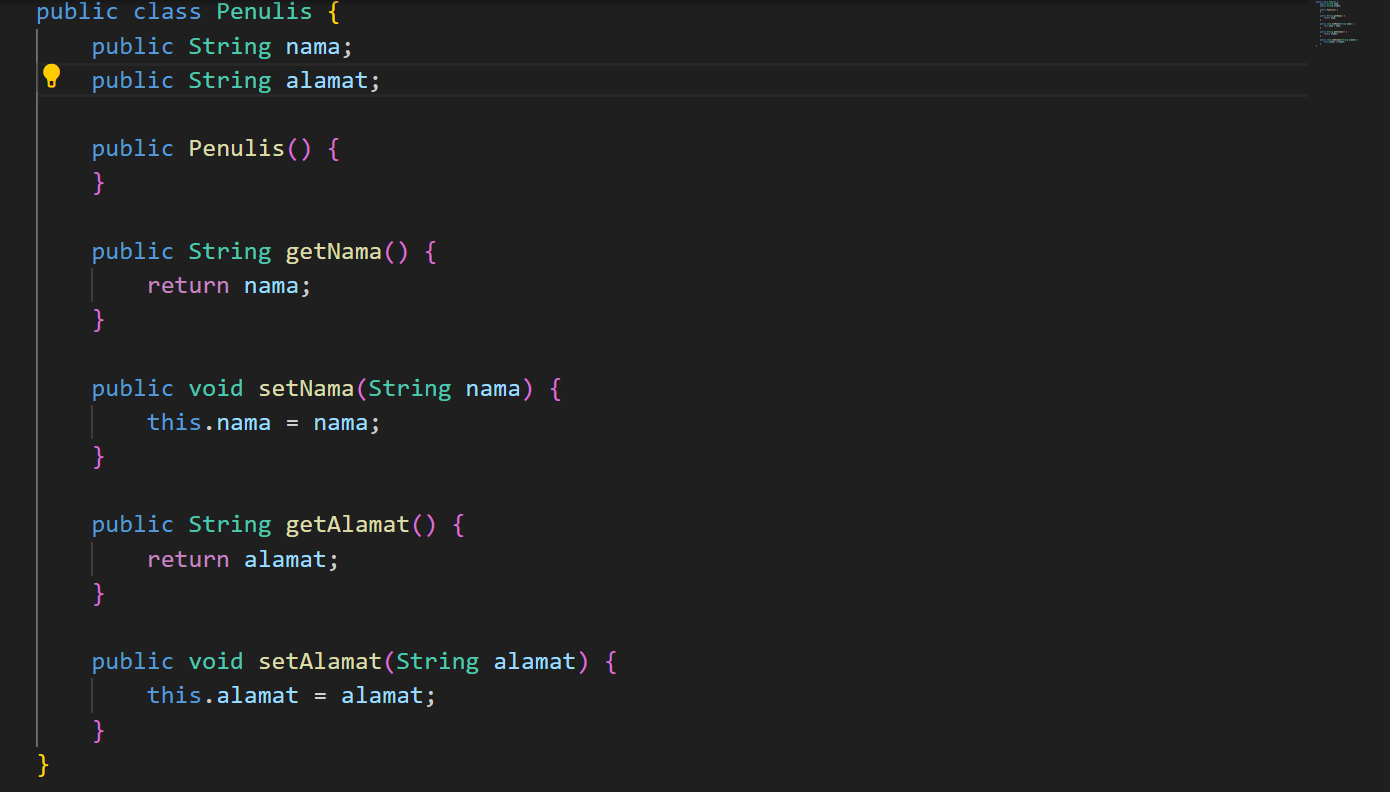 public class Penulis {
    public String nama;
    public String alamat;

    public Penulis() {
    }

    public String getNama() {
        return nama;
    }

    public void setNama(String nama) {
        this.nama = nama;
    }

    public String getAlamat() {
        return alamat;
    }

    public void setAlamat(String alamat) {
        this.alamat = alamat;
    }
}